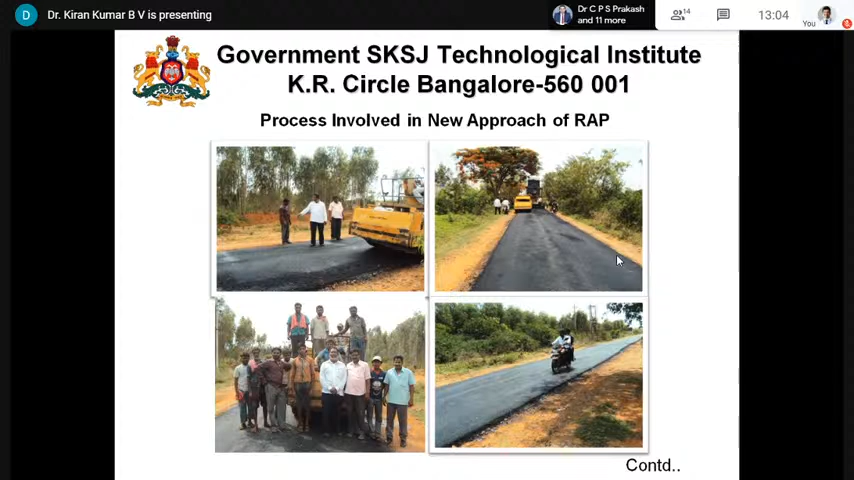 D Dr. Kiran Kumar B V is presenting
Dr C P S Prakash
and 11 more
14
You
13:04
Government SKSJ Technological Institute
K.R. Circle Bangalore-560 001
Process Involved in New Approach of RAP
Contd..